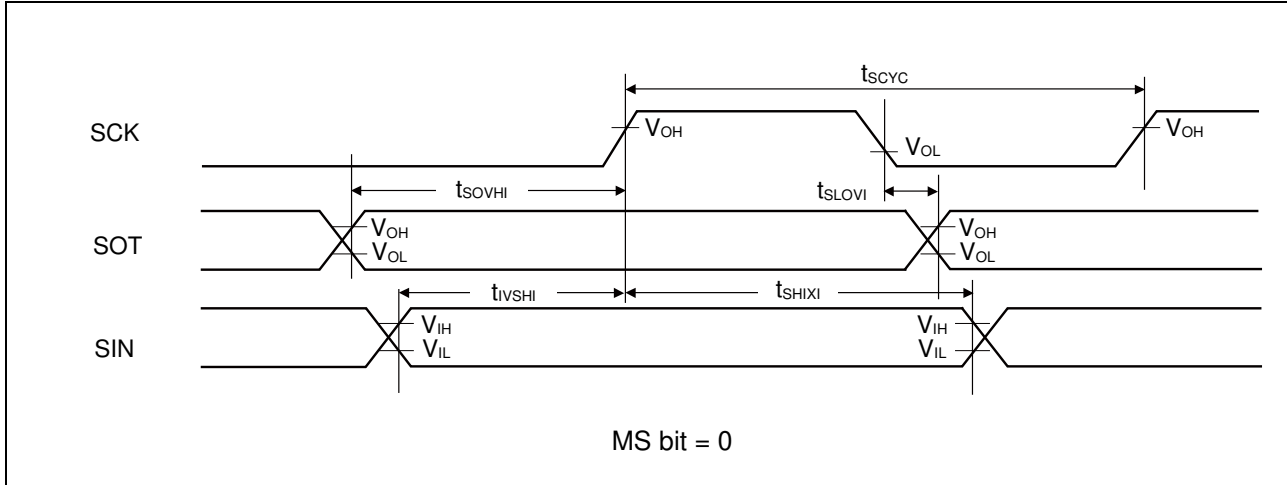 tSCYC
SCK
VOH
VOL
VOH
tSOVHI
tSLOVI
SOT
VOH
VOL
VOH
VOL
tIVSHI
tSHIXI
SIN
VIH
VIL
VIH
VIL
MS bit = 0